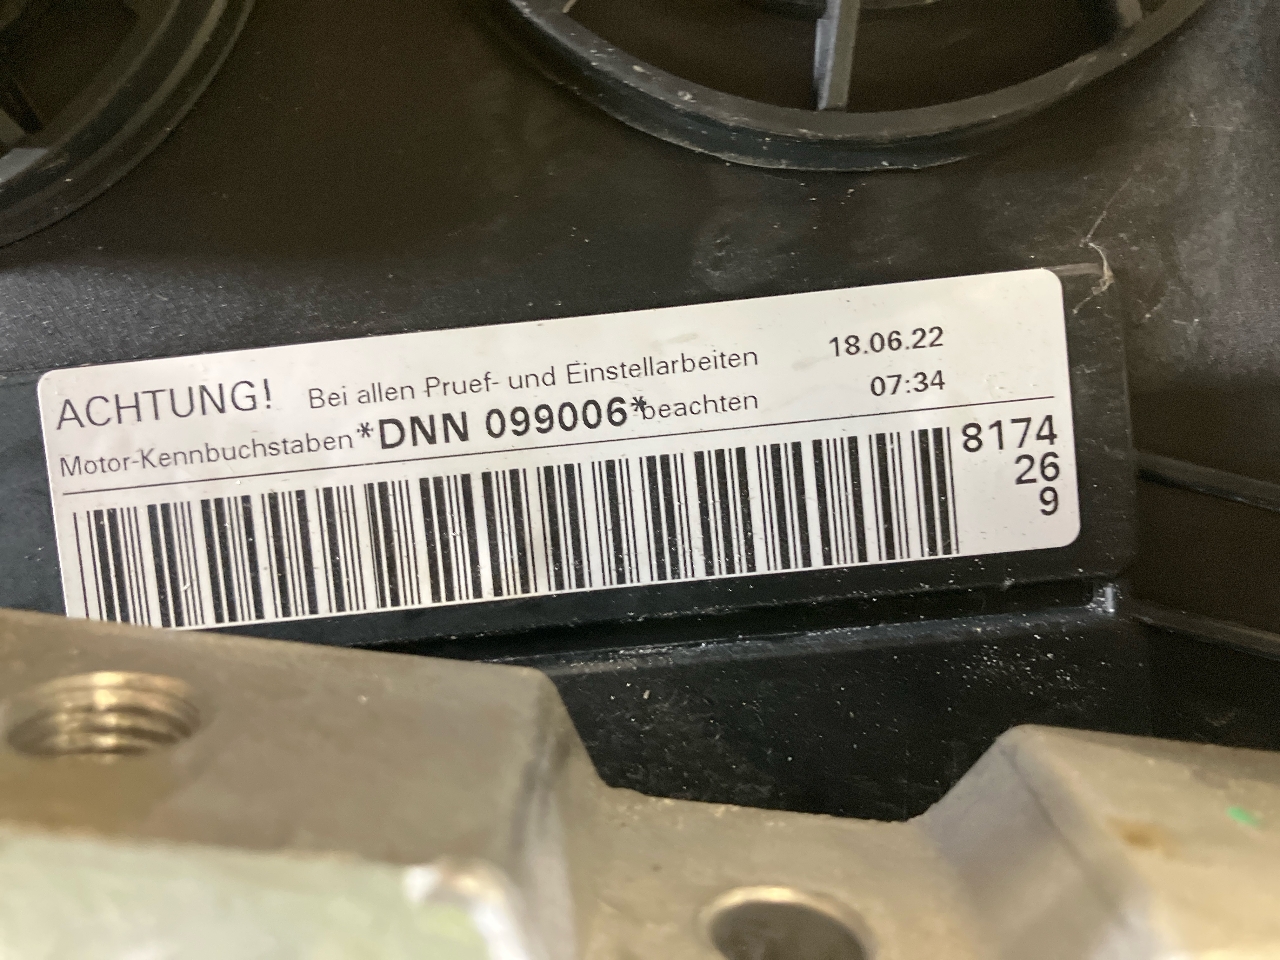 ACHTUNG! Bei allen Pruef- und Einstellarbeiten 18.06.22
Motor-Kennbuchstaben*DNN 099006*beachten 07:34
8174
26
9